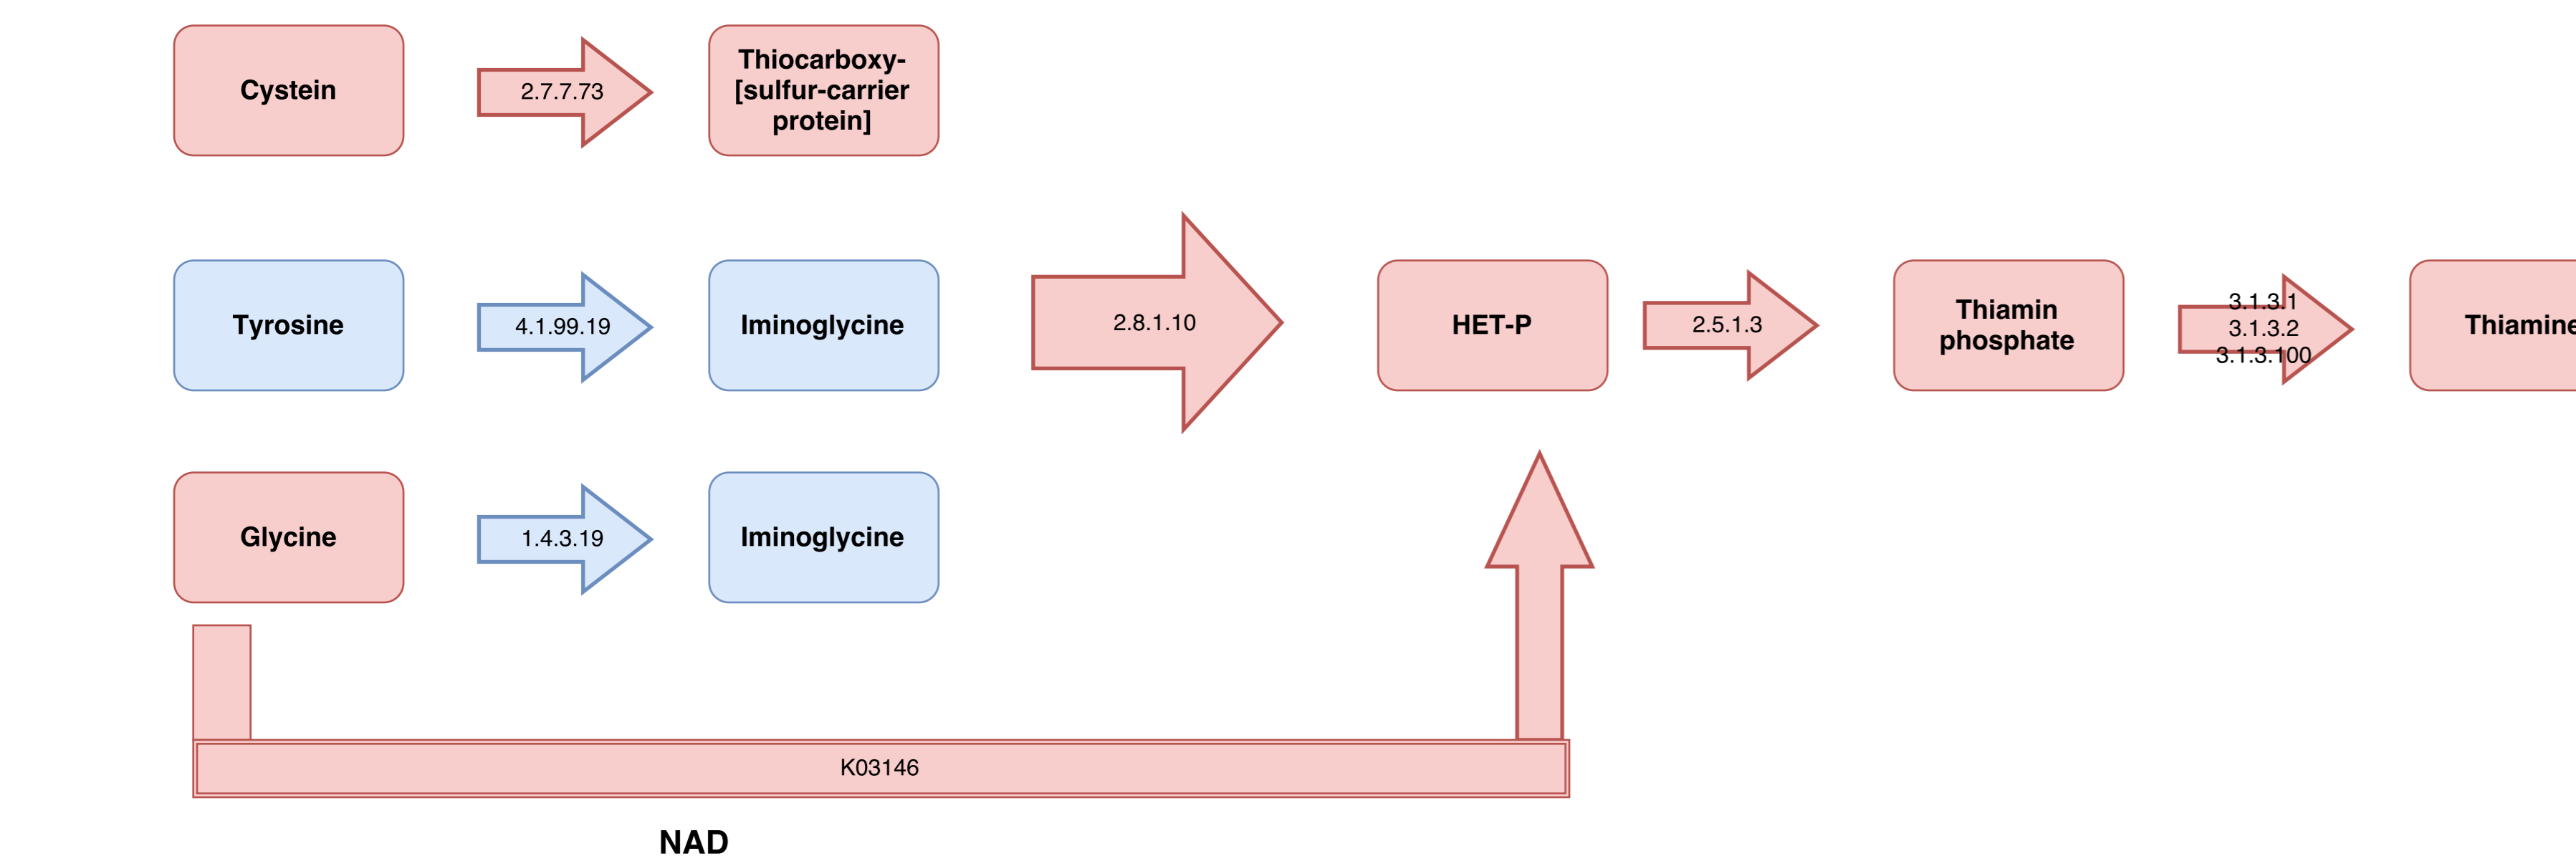 Cystein
2.7.7.73
Thiocarboxy-
[sulfur-carrier
protein]
Tyrosine
4.1.99.19
Iminoglycine
2.8.1.10
HET-P
2.5.1.3
Thiamin
phosphate
3.1.3.1
3.1.3.2
3.1.3.100
Thiamine
Glycine
1.4.3.19
Iminoglycine
K03146
NAD